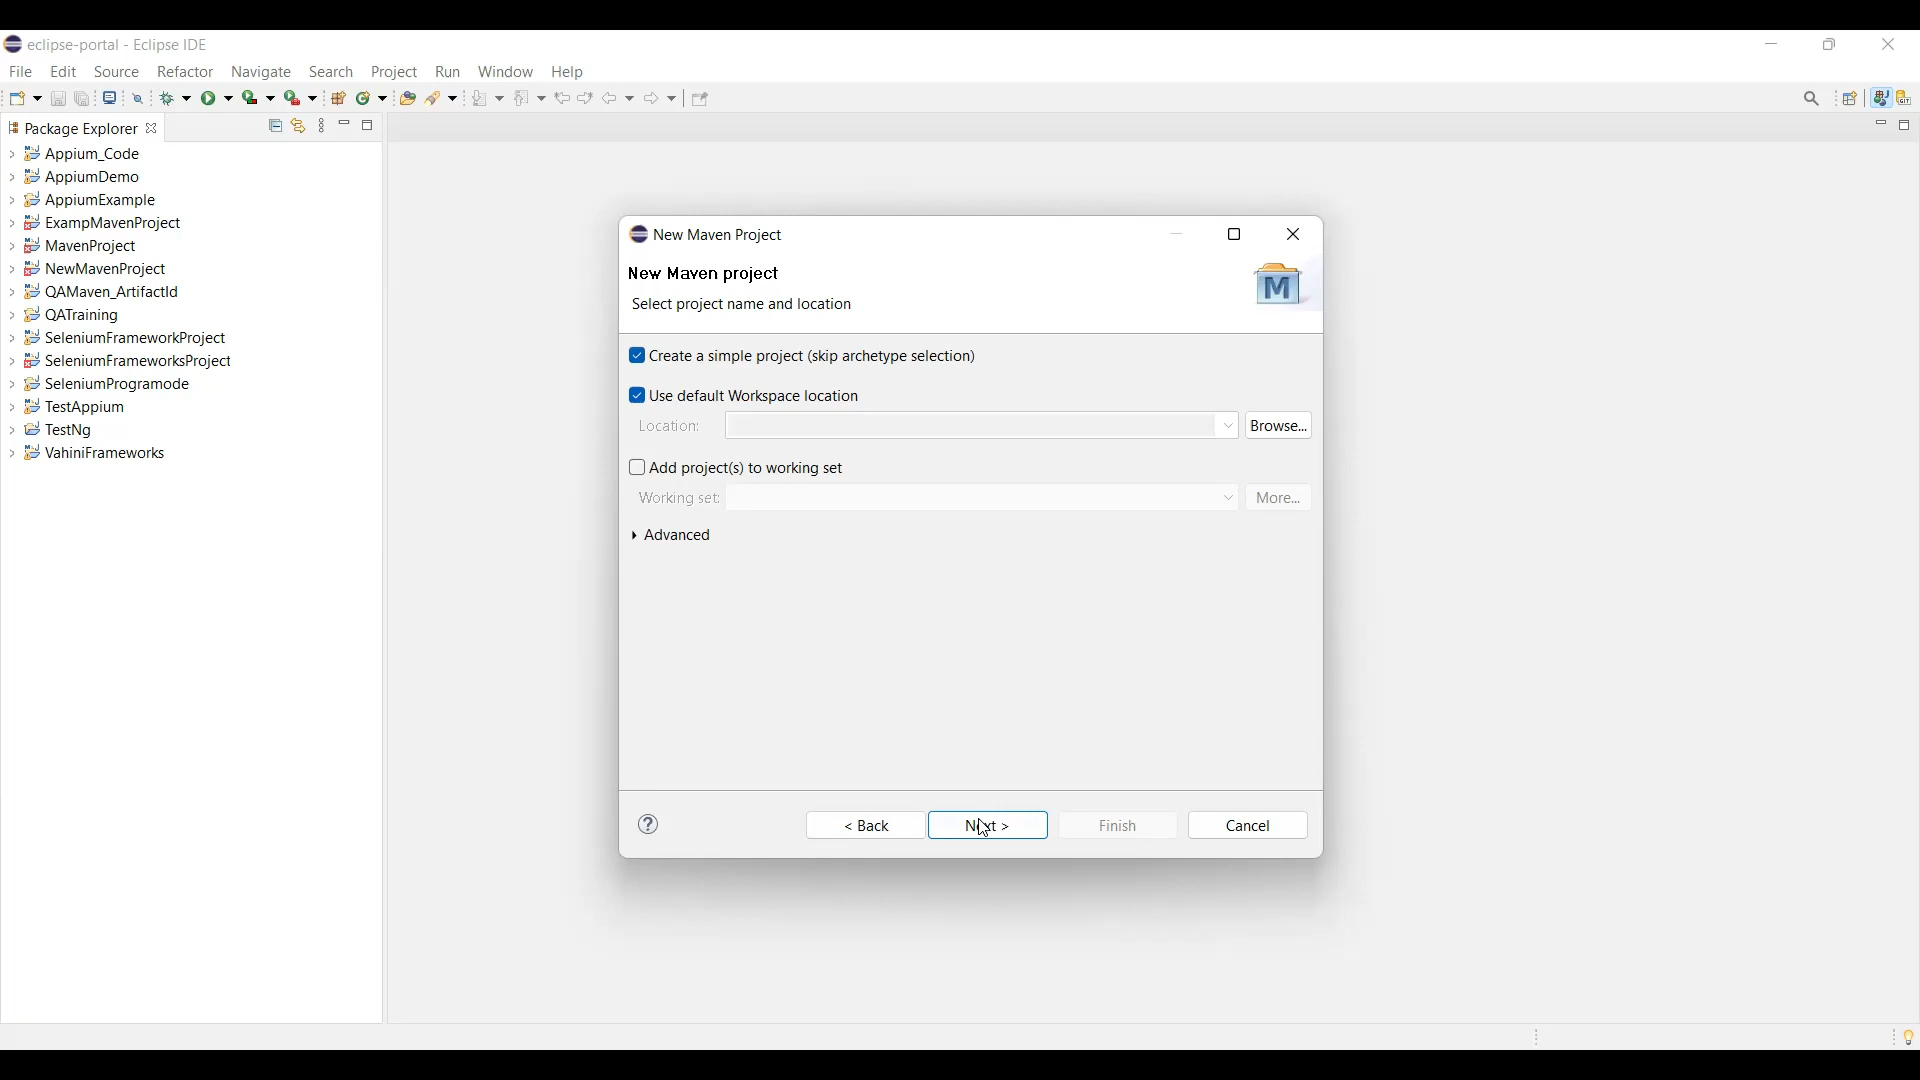 eclipse-portal - Eclipse IDE
File Edit Source Refactor Navigate Search Project Run Window Help
Package Explorer
Appium_Code
AppiumDemo
AppiumExample
ExampMavenProject
MavenProject
NewMavenProject
QAMaven_ArtifactId
QATraining
SeleniumFrameworkProject
SeleniumFrameworksProject
SeleniumProgramode
TestAppium
TestNg
VahiniFrameworks
New Maven Project
New Maven project
Select project name and location
M
Create a simple project (skip archetype selection)
Use default Workspace location
Location:
Browse...
Add project(s) to working set
Working set:
More...
Advanced
?
< Back
Next >
Finish
Cancel